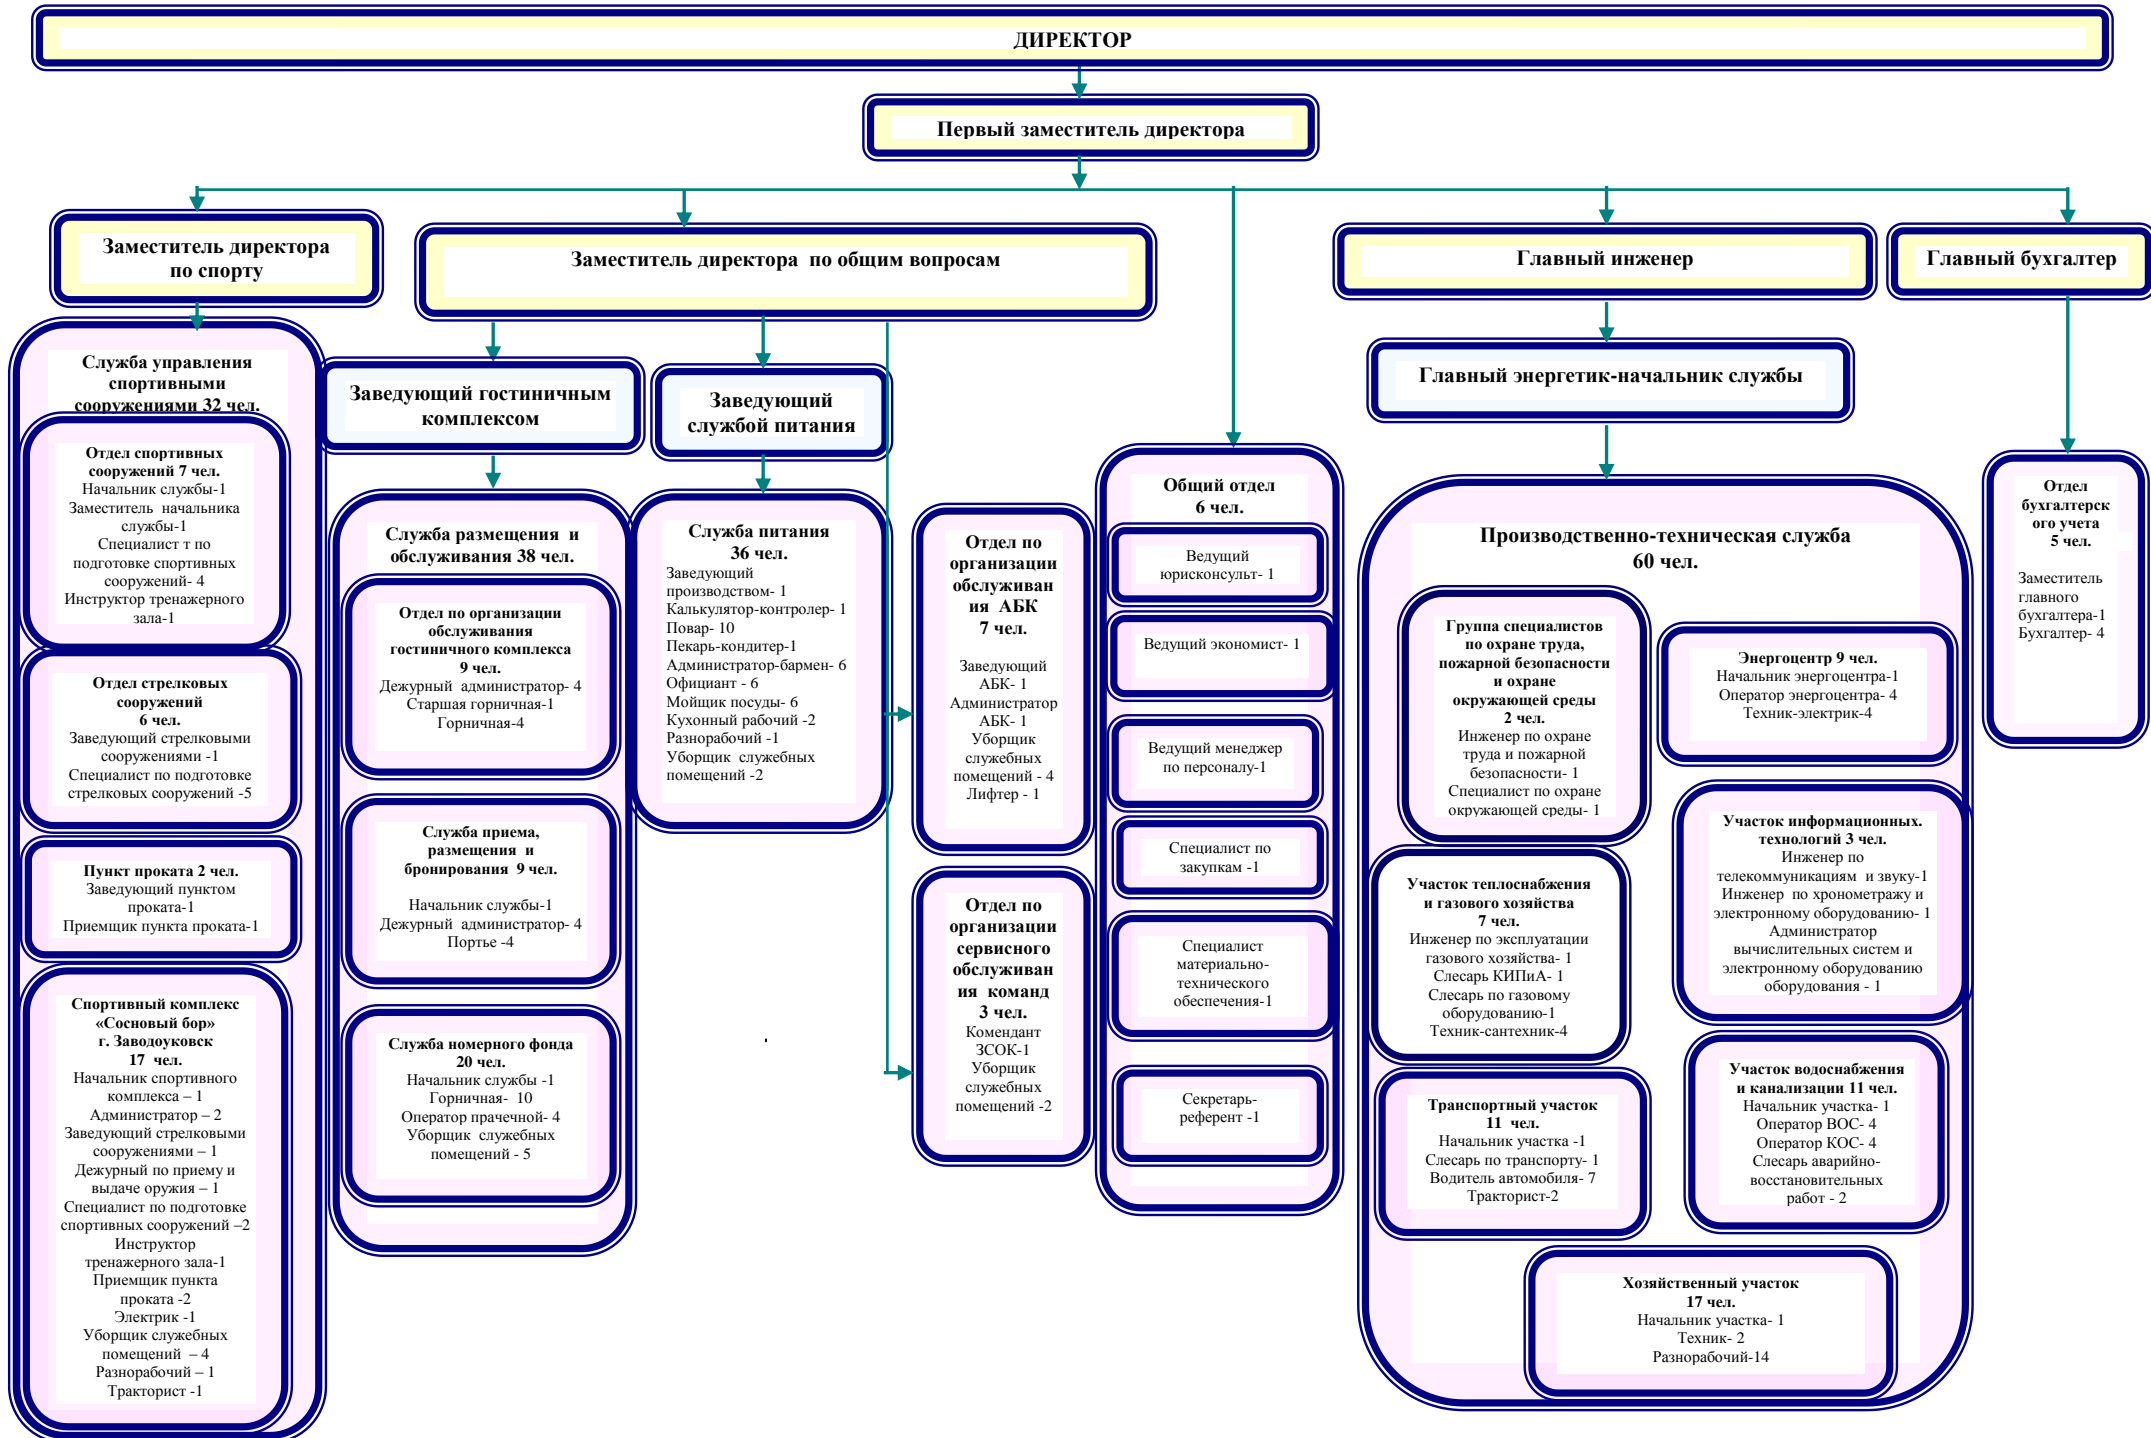 ДИРЕКТОР
Первый заместитель директора
Заместитель директора
по спорту
Заместитель директора по общим вопросам
Главный инженер
Главный бухгалтер
Служба управления
спортивными
сооружениями 32 чел.
Отдел спортивных
сооружений 7 чел.
Начальник службы-1
Заместитель начальника
службы-1
Специалист т по
подготовке спортивных
сооружений- 4
Инструктор тренажерного
зала-1
Отдел стрелковых
сооружений
6 чел.
Заведующий стрелковыми
сооружениями -1
Специалист по подготовке
стрелковых сооружений -5
Пункт проката 2 чел.
Заведующий пунктом
проката-1
Приемщик пункта проката-1
Спортивный комплекс
«Сосновый бор»
г. Заводоуковск
17 чел.
Начальник спортивного
комплекса – 1
Администратор – 2
Заведующий стрелковыми
сооружениями – 1
Дежурный по приему и
выдаче оружия – 1
Специалист по подготовке
спортивных сооружений –2
Инструктор
тренажерного зала-1
Приемщик пункта
проката -2
Электрик -1
Уборщик служебных
помещений – 4
Разнорабочий – 1
Тракторист -1
Заведующий гостиничным
комплексом
Служба размещения и
обслуживания 38 чел.
Отдел по организации
обслуживания
гостиничного комплекса
9 чел.
Дежурный администратор- 4
Старшая горничная-1
Горничная-4
Служба приема,
размещения и
бронирования 9 чел.
Начальник службы-1
Дежурный администратор- 4
Портье -4
Служба номерного фонда
20 чел.
Начальник службы -1
Горничная- 10
Оператор прачечной- 4
Уборщик служебных
помещений - 5
Заведующий
службой питания
Служба питания
36 чел.
Заведующий
производством- 1
Калькулятор-контролер- 1
Повар- 10
Пекарь-кондитер-1
Администратор-бармен- 6
Официант - 6
Мойщик посуды- 6
Кухонный рабочий -2
Разнорабочий -1
Уборщик служебных
помещений -2
Отдел по
организации
обслуживан
ия АБК
7 чел.
Заведующий
АБК- 1
Администратор
АБК- 1
Уборщик
служебных
помещений - 4
Лифтер - 1
Отдел по
организации
сервисного
обслуживан
ия команд
3 чел.
Комендант
ЗСОК-1
Уборщик
служебных
помещений -2
Общий отдел
6 чел.
Ведущий
юрисконсульт- 1
Ведущий экономист- 1
Ведущий менеджер
по персоналу-1
Специалист по
закупкам -1
Специалист
материально-
технического
обеспечения-1
Секретарь-
референт -1
Главный энергетик-начальник службы
Производственно-техническая служба
60 чел.
Группа специалистов
по охране труда,
пожарной безопасности
и охране
окружающей среды
2 чел.
Инженер по охране
труда и пожарной
безопасности- 1
Специалист по охране
окружающей среды- 1
Участок теплоснабжения
и газового хозяйства
7 чел.
Инженер по эксплуатации
газового хозяйства- 1
Слесарь КИПиА- 1
Слесарь по газовому
оборудованию-1
Техник-сантехник-4
Транспортный участок
11 чел.
Начальник участка -1
Слесарь по транспорту- 1
Водитель автомобиля- 7
Тракторист-2
Энергоцентр 9 чел.
Начальник энергоцентра-1
Оператор энергоцентра- 4
Техник-электрик-4
Участок информационных.
технологий 3 чел.
Инженер по
телекоммуникациям и звуку-1
Инженер по хронометражу и
электронному оборудованию- 1
Администратор
вычислительных систем и
электронному оборудованию
оборудования - 1
Участок водоснабжения
и канализации 11 чел.
Начальник участка- 1
Оператор ВОС- 4
Оператор КОС- 4
Слесарь аварийно-
восстановительных
работ - 2
Хозяйственный участок
17 чел.
Начальник участка- 1
Техник- 2
Разнорабочий-14
Отдел
бухгалтерск
ого учета
5 чел.
Заместитель
главного
бухгалтера-1
Бухгалтер- 4